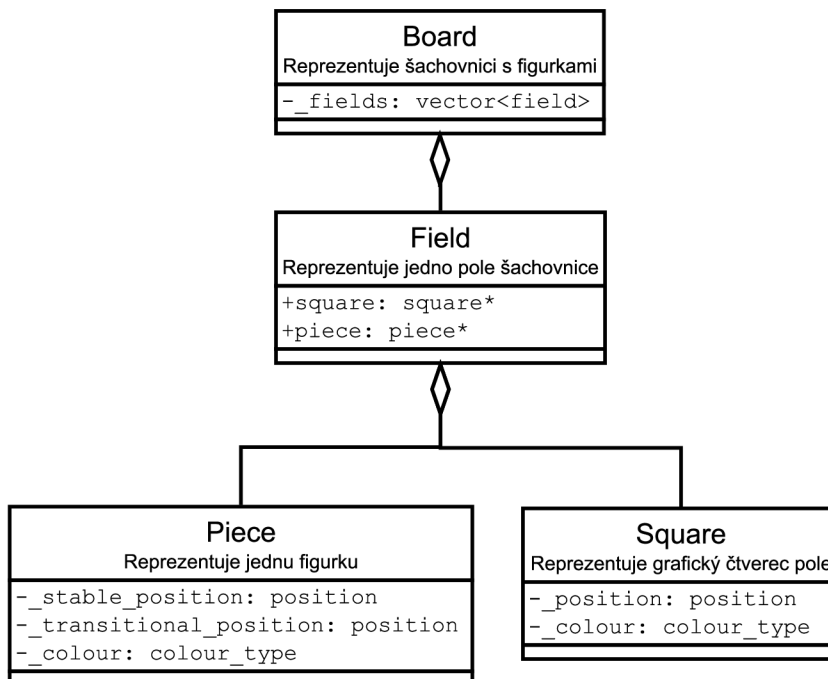 Board
Reprezentuje šachovnici s figurkami
-_fields: vector<field>
Field
Reprezentuje jedno pole šachovnice
+square: square*
+piece: piece*
Piece
Reprezentuje jednu figurku
-_stable_position: position
-_transitional_position: position
-_colour: colour_type
Square
Reprezentuje grafický čtverec pole
-_position: position
-_colour: colour_type